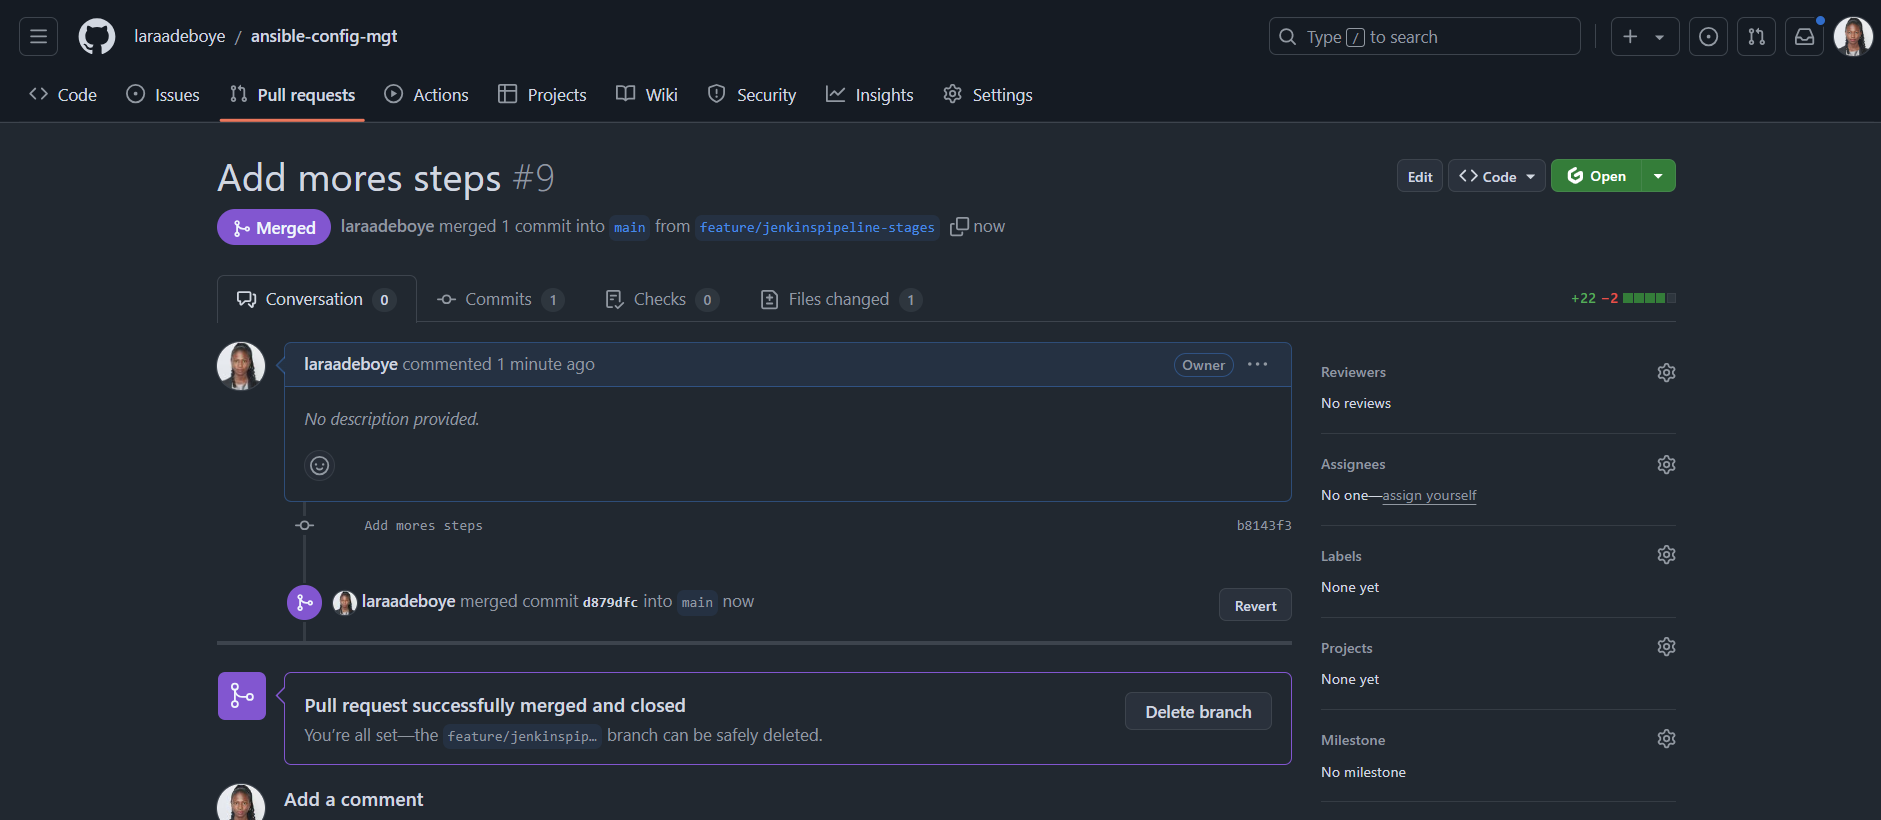 laraadeboye / ansible-config-mgt
Type / to search
Code Issues Pull requests Actions Projects Wiki Security Insights Settings
Add mores steps #9
Edit Code Open
Merged laraadeboye merged 1 commit into main from feature/jenkinspipeline-stages now
Conversation 0 Commits 1 Checks 0 Files changed 1
+22 −2
laraadeboye commented 1 minute ago
Owner
No description provided.
Add mores steps b8143f3
laraadeboye merged commit d879dfc into main now
Revert
Pull request successfully merged and closed
You're all set—the feature/jenkinspip… branch can be safely deleted.
Delete branch
Add a comment
Reviewers
No reviews
Assignees
No one—assign yourself
Labels
None yet
Projects
None yet
Milestone
No milestone